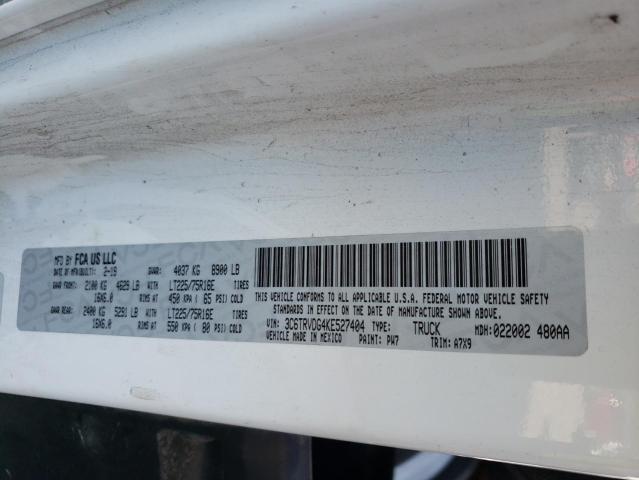 MFD BY FCA US LLC
DATE OF MFR(BUILT): 2-19 GVWR: 4037 KG 8900 LB
GAWR FRONT: 2100 KG 4629 LB LT225/75R16E TIRES
16X6.0 RIMS AT 450 KPA ( 65 PSI) COLD
GAWR REAR: 2400 KG 5291 LB LT225/75R16E TIRES
16X6.0 RIMS AT 550 KPA ( 80 PSI) COLD
THIS VEHICLE CONFORMS TO ALL APPLICABLE U.S.A. FEDERAL MOTOR VEHICLE SAFETY
STANDARDS IN EFFECT ON THE DATE OF MANUFACTURE SHOWN ABOVE.
VIN: 3C6TRVDG4KE527404 TYPE: TRUCK MDH: 022002 480AA
VEHICLE MADE IN MEXICO PAINT: PW7 TRIM: A7X9